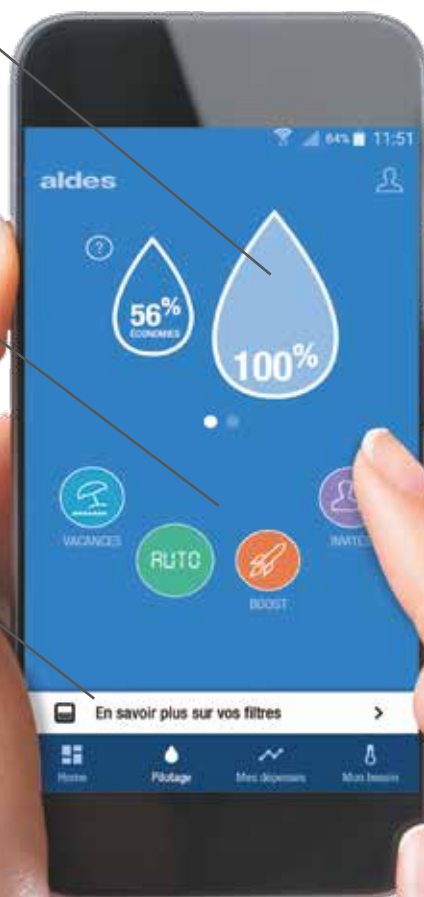 64% 11:51
aldes
?
56%
ÉCONOMIES
100%
VACANCES
AUTO
BOOST
INVITÉS
En savoir plus sur vos filtres
Home
Pilotage
Mes dépenses
Mon besoin